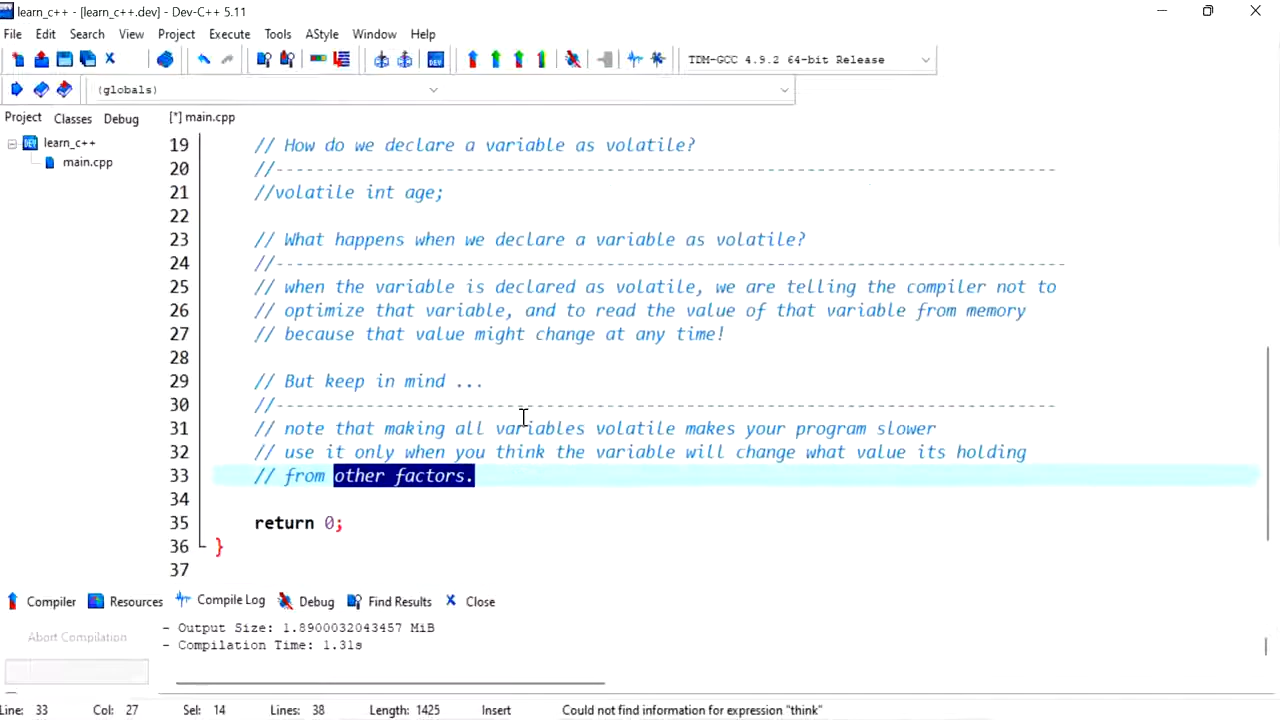 learn_c++ - [learn_c++.dev] - Dev-C++ 5.11
File Edit Search View Project Execute Tools AStyle Window Help
TDM-GCC 4.9.2 64-bit Release
(globals)
Project Classes Debug [*] main.cpp
learn_c++
main.cpp
19 // How do we declare a variable as volatile?
20 //-------------------------------------------------------------------------------------
21 //volatile int age;
22
23 // What happens when we declare a variable as volatile?
24 //--------------------------------------------------------------------------------------
25 // when the variable is declared as volatile, we are telling the compiler not to
26 // optimize that variable, and to read the value of that variable from memory
27 // because that value might change at any time!
28
29 // But keep in mind ...
30 //-------------------------------------------------------------------------------------
31 // note that making all variables volatile makes your program slower
32 // use it only when you think the variable will change what value its holding
33 // from other factors.
34
35 return 0;
36 }
37
Compiler Resources Compile Log Debug Find Results Close
Abort Compilation
- Output Size: 1.8900032043457 MiB
- Compilation Time: 1.31s
Line: 33 Col: 27 Sel: 14 Lines: 38 Length: 1425 Insert Could not find information for expression "think"